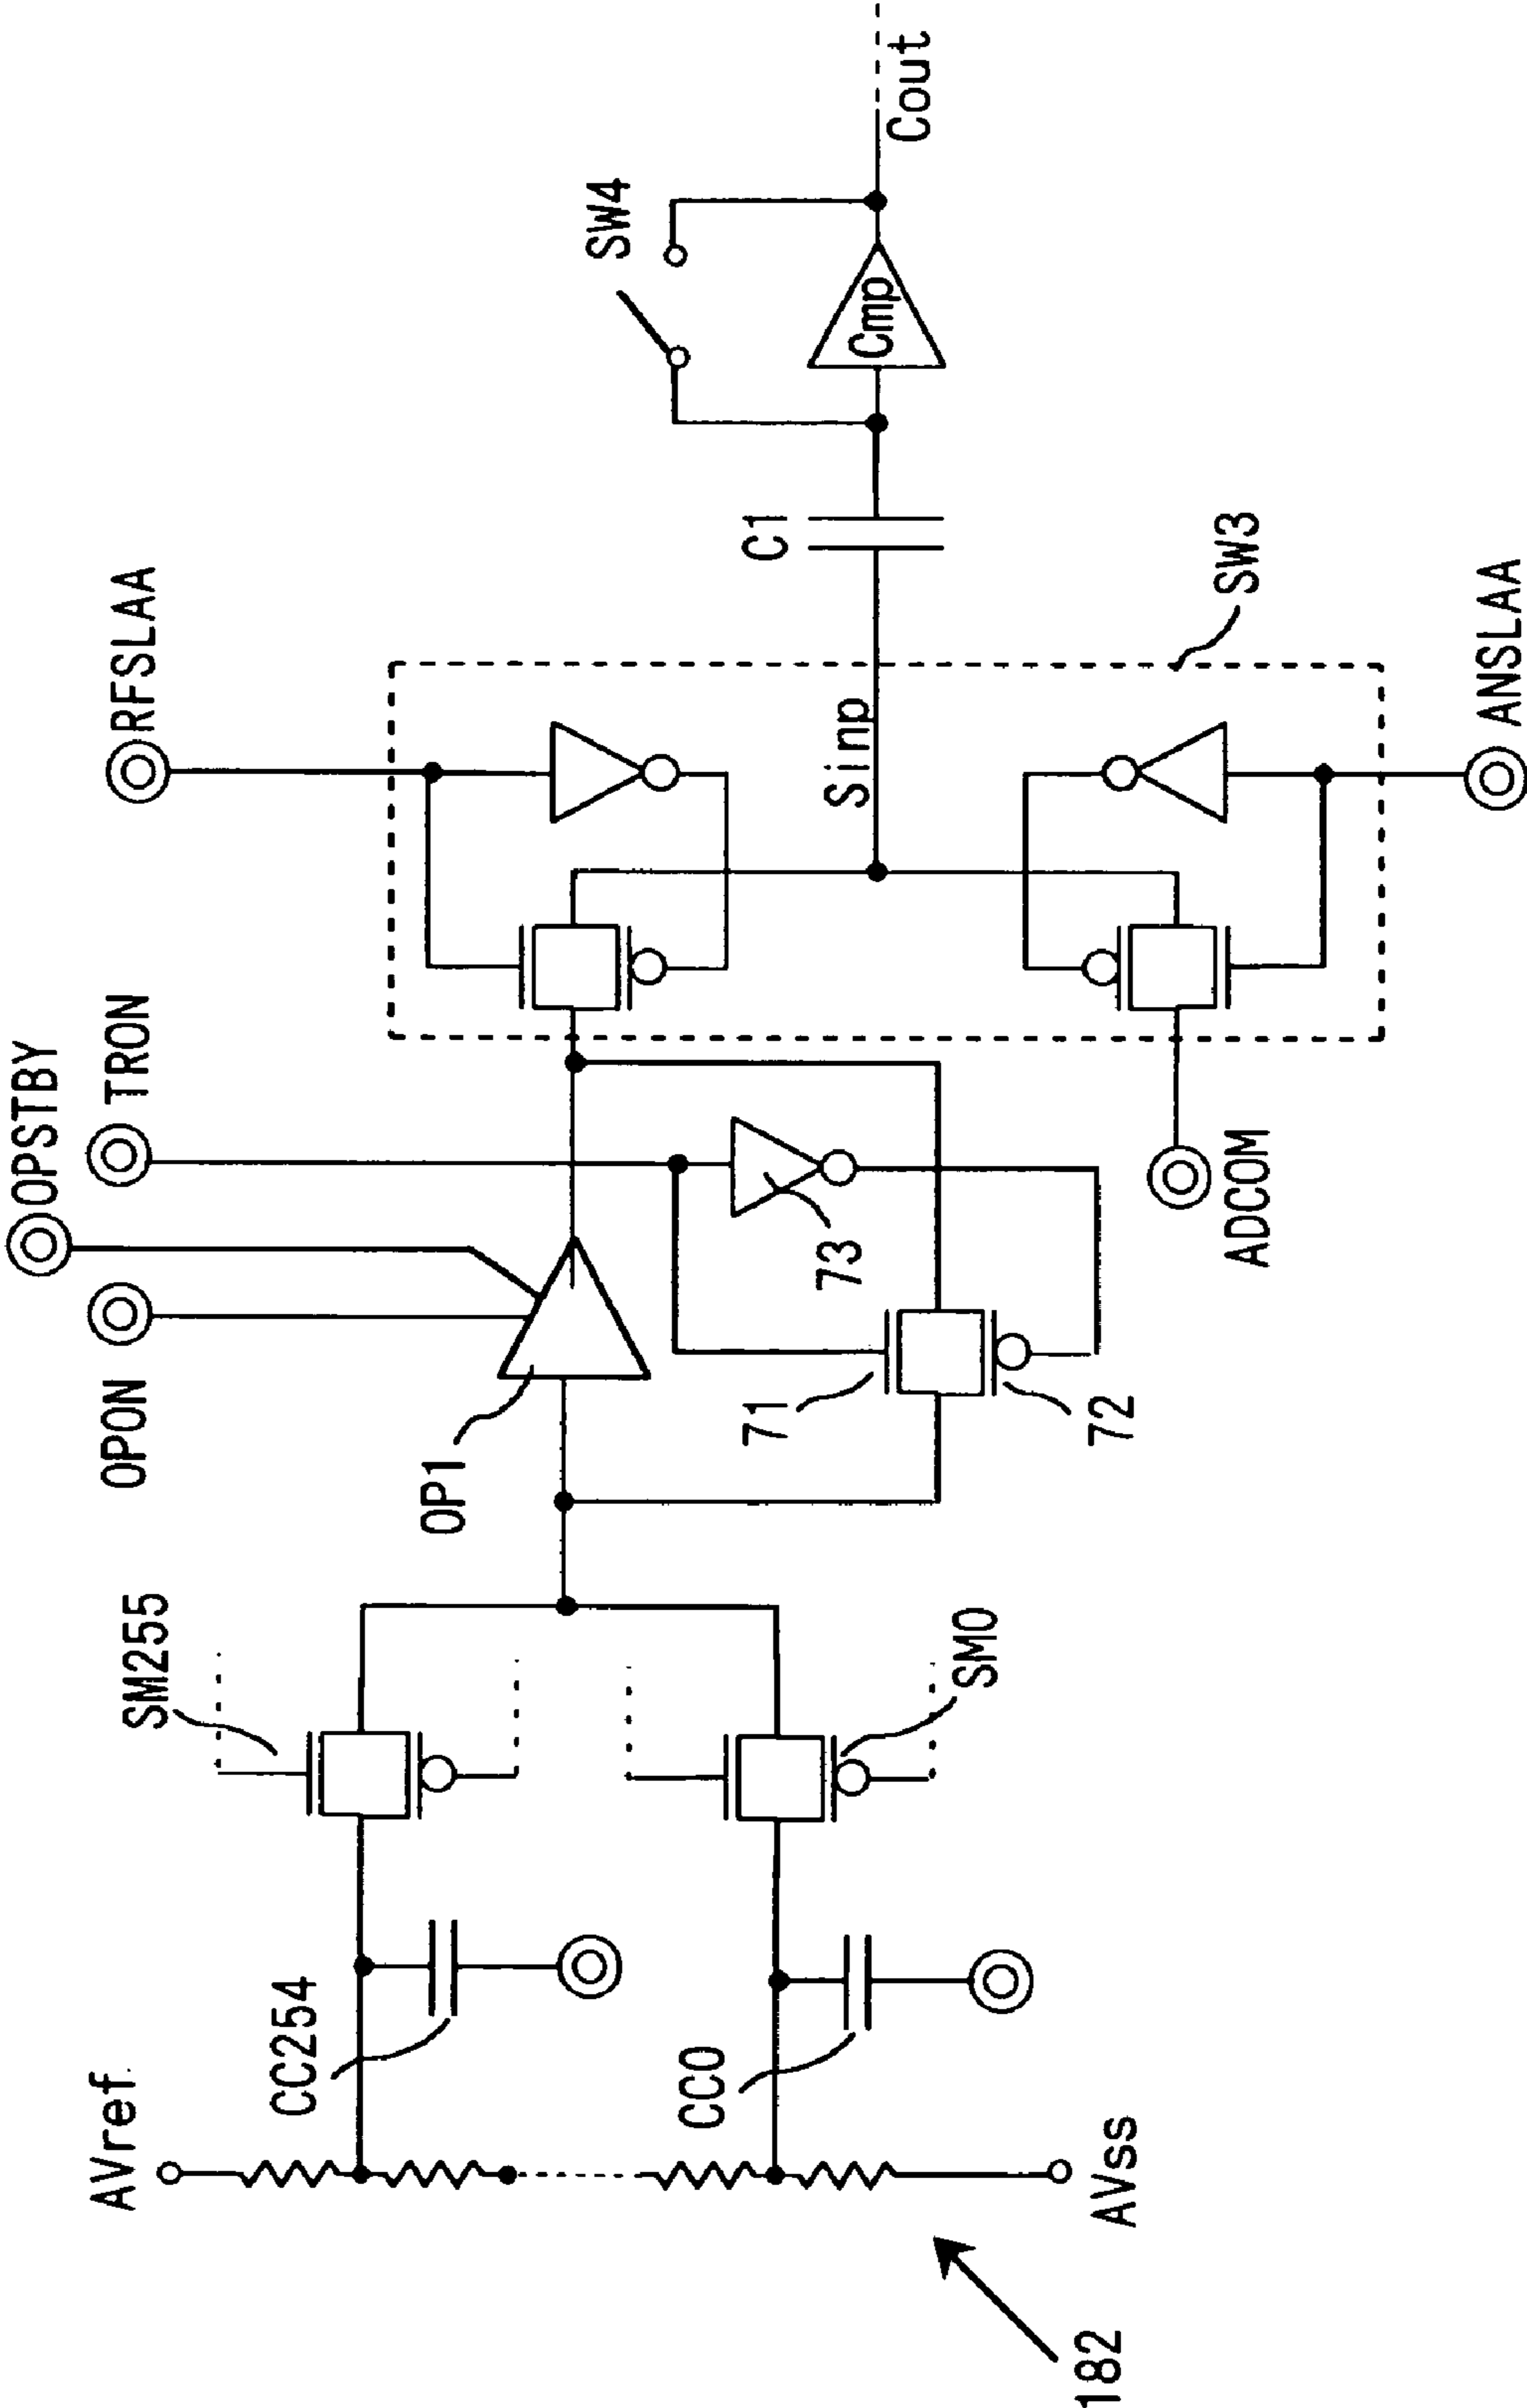 OPSTBY
OPON
TRON
RFSLAA
SM255
OP1
AVref
CC254
SW4
C1
Cmp
Cout
Sinp
73
71
72
CC0
SM0
SW3
AVss
ADCOM
ANSLAA
182